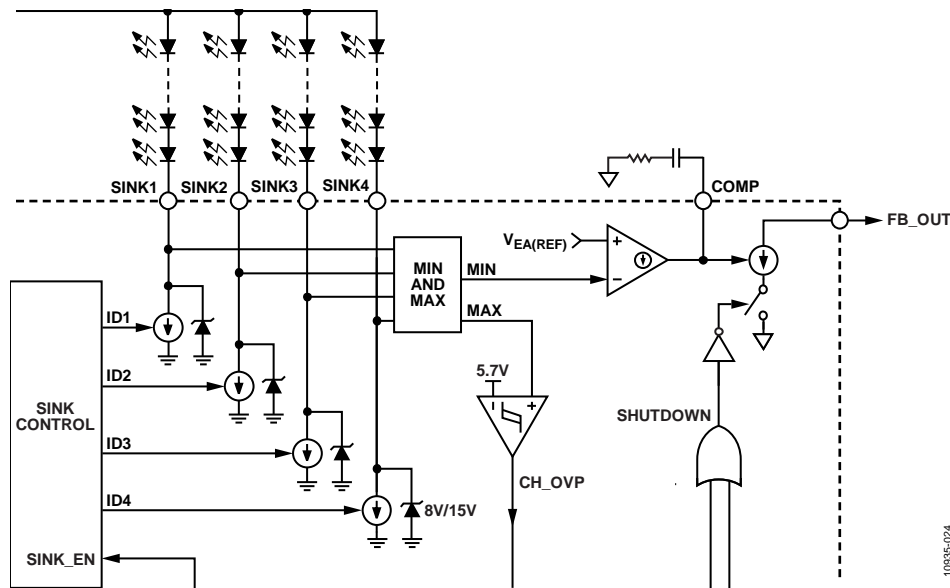 SINK1
SINK2
SINK3
SINK4
COMP
FB_OUT
V_EA(REF)
+
−
MIN
AND
MAX
MIN
MAX
ID1
5.7V
− +
ID2
SINK
CONTROL
SHUTDOWN
ID3
CH_OVP
ID4
8V/15V
SINK_EN
10935-024